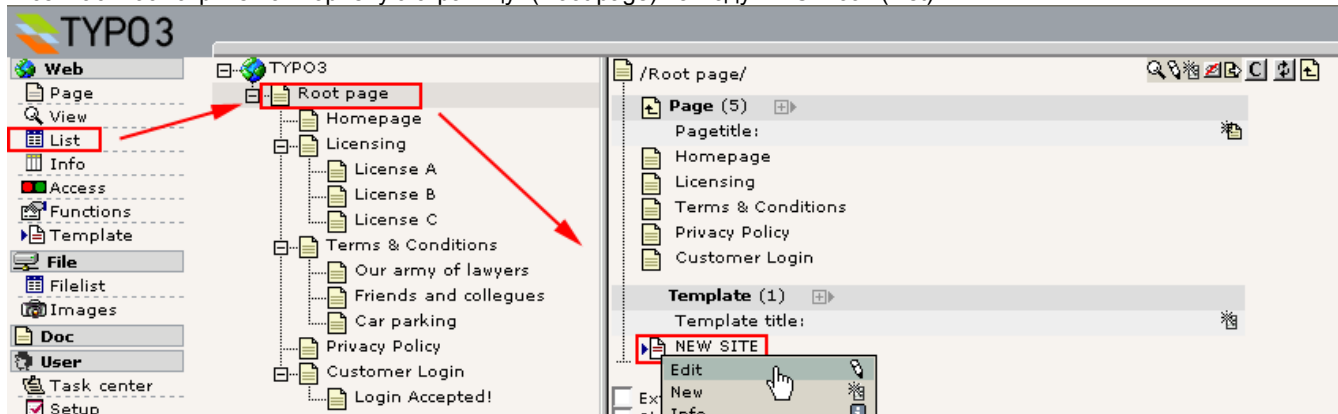 TYPO3
Web
Page
View
List
Info
Access
Functions
Template
File
Filelist
Images
Doc
User
Task center
Setup
TYPO3
Root page
Homepage
Licensing
License A
License B
License C
Terms & Conditions
Our army of lawyers
Friends and collegues
Car parking
Privacy Policy
Customer Login
Login Accepted!
/Root page/
C
Page (5)
Pagetitle:
Homepage
Licensing
Terms & Conditions
Privacy Policy
Customer Login
Template (1)
Template title:
NEW SITE
Edit
New
Info